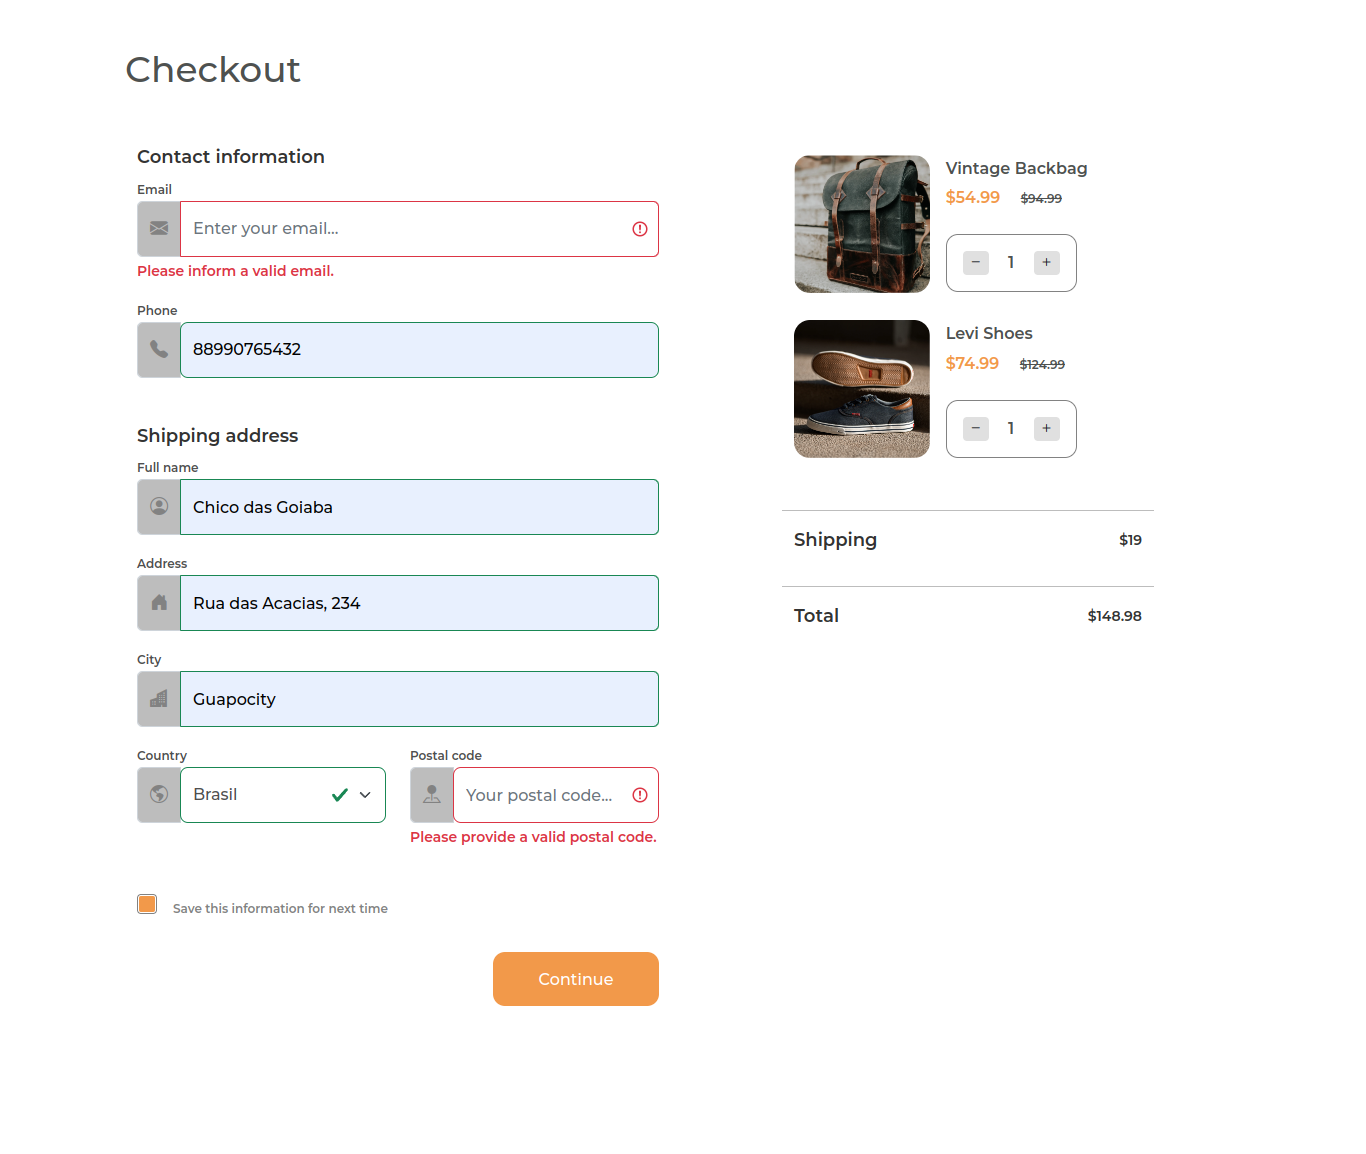 Checkout
Contact information
Email
Enter your email...
Please inform a valid email.
Phone
88990765432
Shipping address
Full name
Chico das Goiaba
Address
Rua das Acacias, 234
City
Guapocity
Country
Brasil
Postal code
Your postal code...
Please provide a valid postal code.
Save this information for next time
Continue
Vintage Backbag
$54.99 $94.99
− 1 +
Levi Shoes
$74.99 $124.99
− 1 +
Shipping $19
Total $148.98